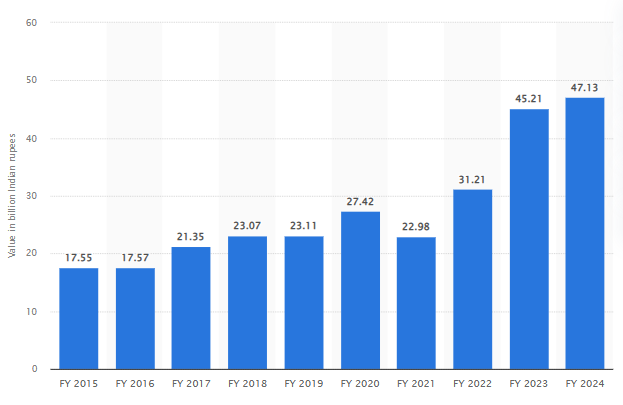 Value in billion Indian rupees
60
50
40
30
20
10
0
17.55
17.57
21.35
23.07
23.11
27.42
22.98
31.21
45.21
47.13
FY 2015
FY 2016
FY 2017
FY 2018
FY 2019
FY 2020
FY 2021
FY 2022
FY 2023
FY 2024